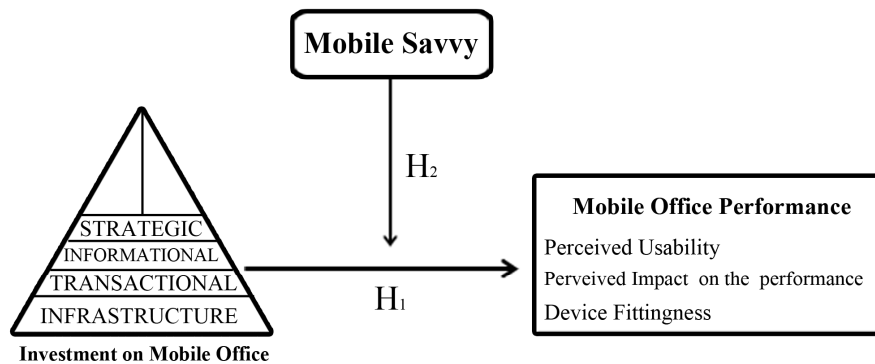 Mobile Savvy
H2
STRATEGIC
INFORMATIONAL
TRANSACTIONAL
INFRASTRUCTURE
Investment on Mobile Office
H1
Mobile Office Performance
Perceived Usability
Perveived Impact on the performance
Device Fittingness